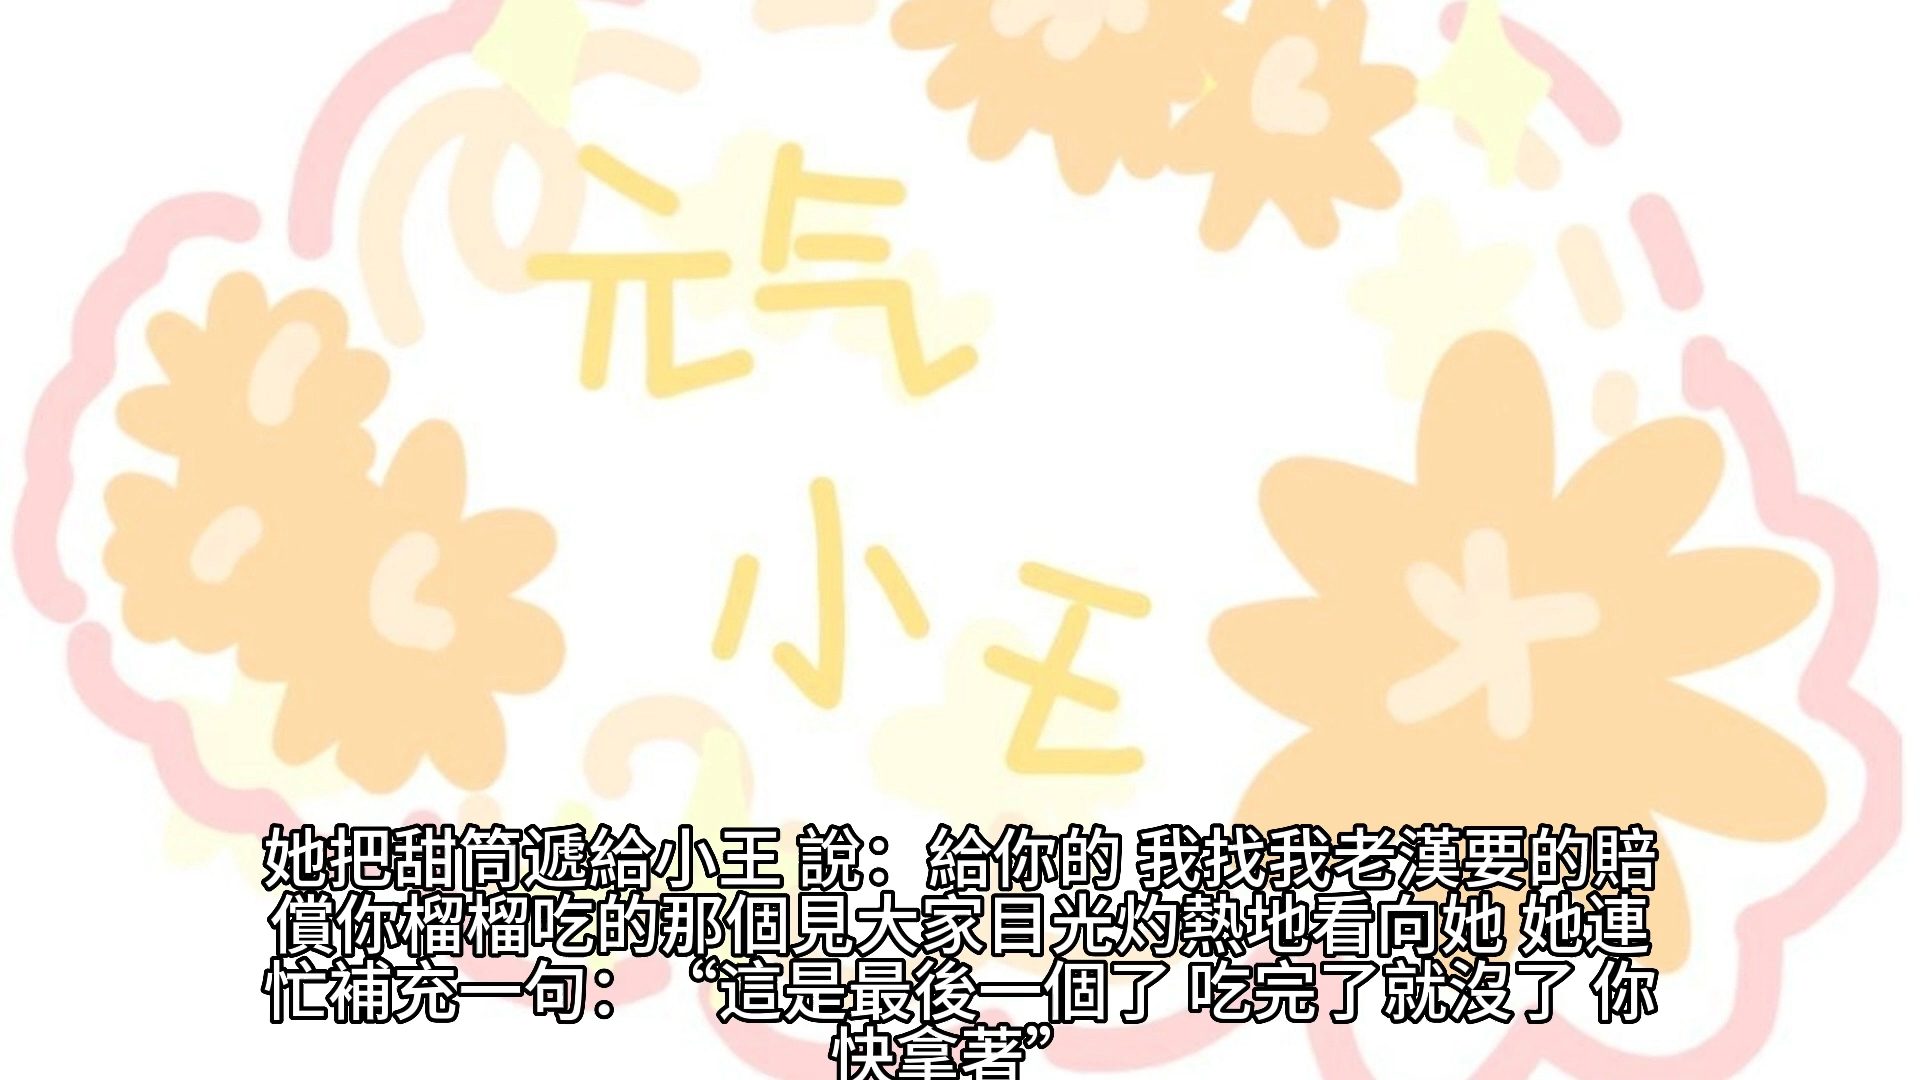 元气
小王
她把甜筒遞給小王 說：給你的 我找我老漢要的賠
償你榴榴吃的那個見大家目光灼熱地看向她 她連
忙補充一句：“這是最後一個了 吃完了就沒了 你
快拿著”